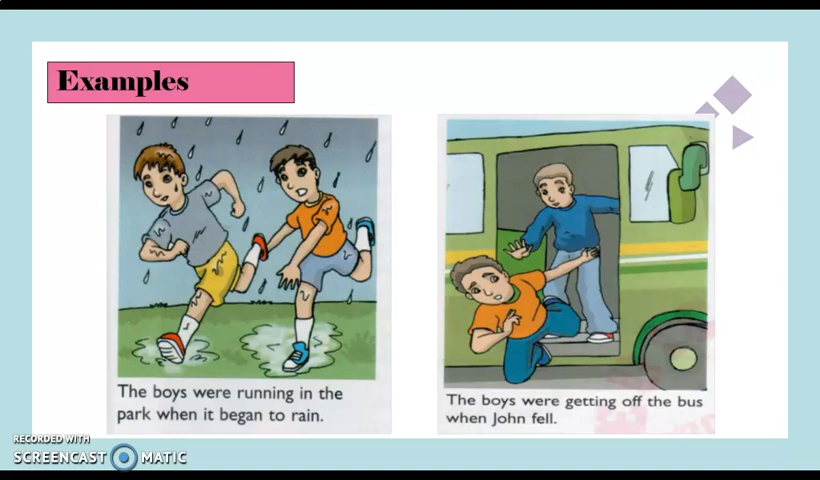 Examples
The boys were running in the
park when it began to rain.
The boys were getting off the bus
when John fell.
RECORDED WITH
SCREENCAST MATIC